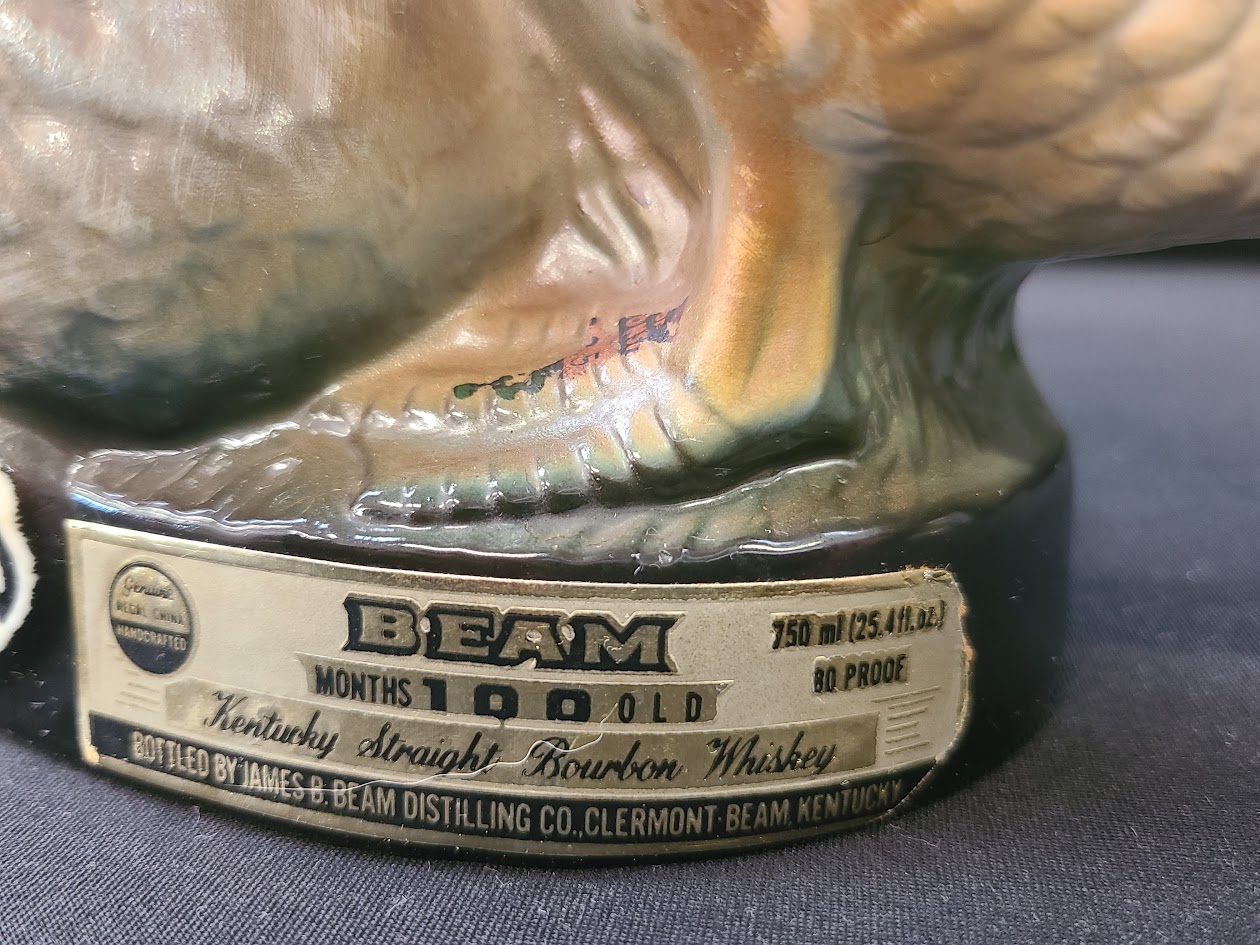 Genuine
REGAL CHINA
HANDCRAFTED
BEAM
750 ml (25.4 fl. oz.)
MONTHS 100 OLD
80 PROOF
Kentucky Straight Bourbon Whiskey
BOTTLED BY JAMES B. BEAM DISTILLING CO., CLERMONT·BEAM, KENTUCKY